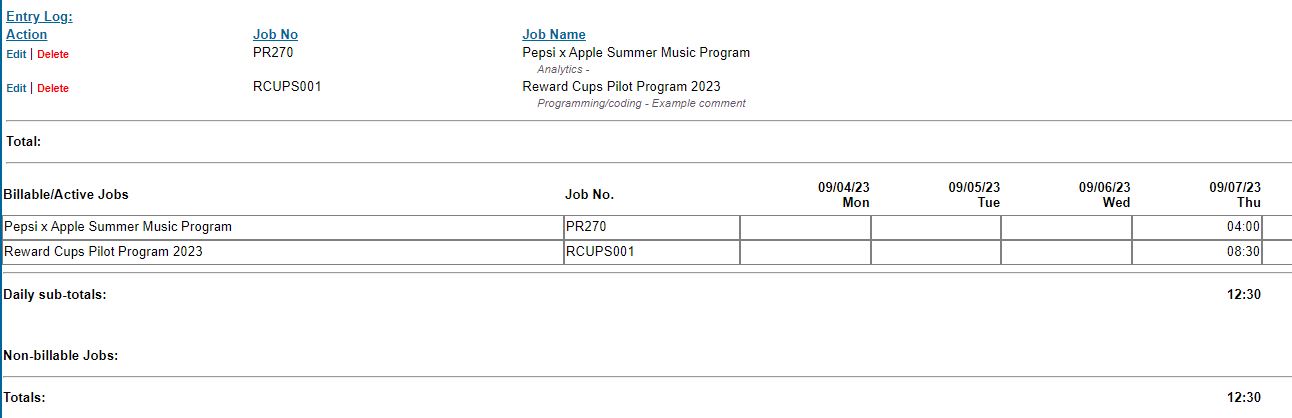 Entry Log:
Action Job No Job Name
Edit | Delete PR270 Pepsi x Apple Summer Music Program
Analytics -
Edit | Delete RCUPS001 Reward Cups Pilot Program 2023
Programming/coding - Example comment
Total:
09/04/23 09/05/23 09/06/23 09/07/23
Billable/Active Jobs Job No.
Mon Tue Wed Thu
Pepsi x Apple Summer Music Program PR270 04:00
Reward Cups Pilot Program 2023 RCUPS001 08:30
Daily sub-totals: 12:30
Non-billable Jobs:
Totals: 12:30